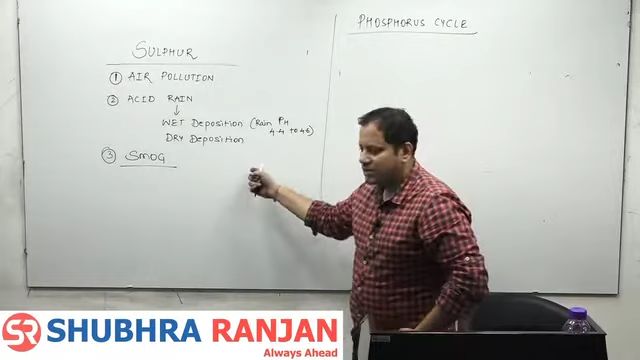 SULPHUR
① AIR POLLUTION
② ACID RAIN
↓
WET Deposition (Rain PH
4.4 to 4.8)
DRY Deposition
③ SMOG
PHOSPHORUS CYCLE
SR SHUBHRA RANJAN
Always Ahead